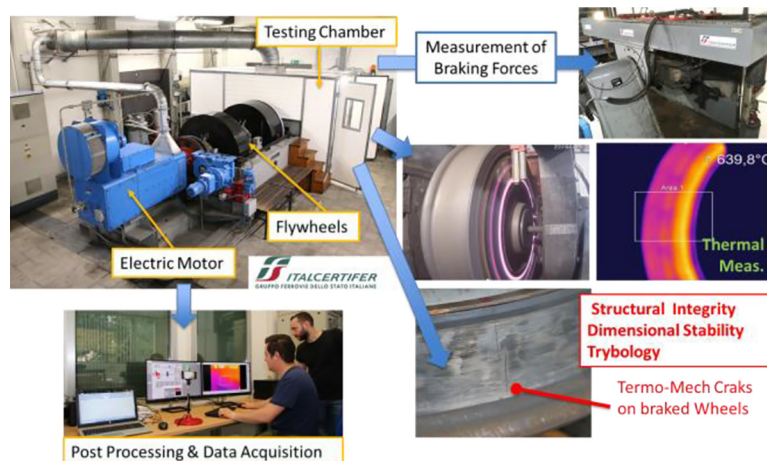 Testing Chamber
Measurement of
Braking Forces
639,8°C
Area 1
Thermal
Meas.
Flywheels
Electric Motor
ITALCERTIFER
GRUPPO FERROVIE DELLO STATO ITALIANE
Structural Integrity
Dimensional Stability
Trybology
Termo-Mech Craks
on braked Wheels
Post Processing & Data Acquisition